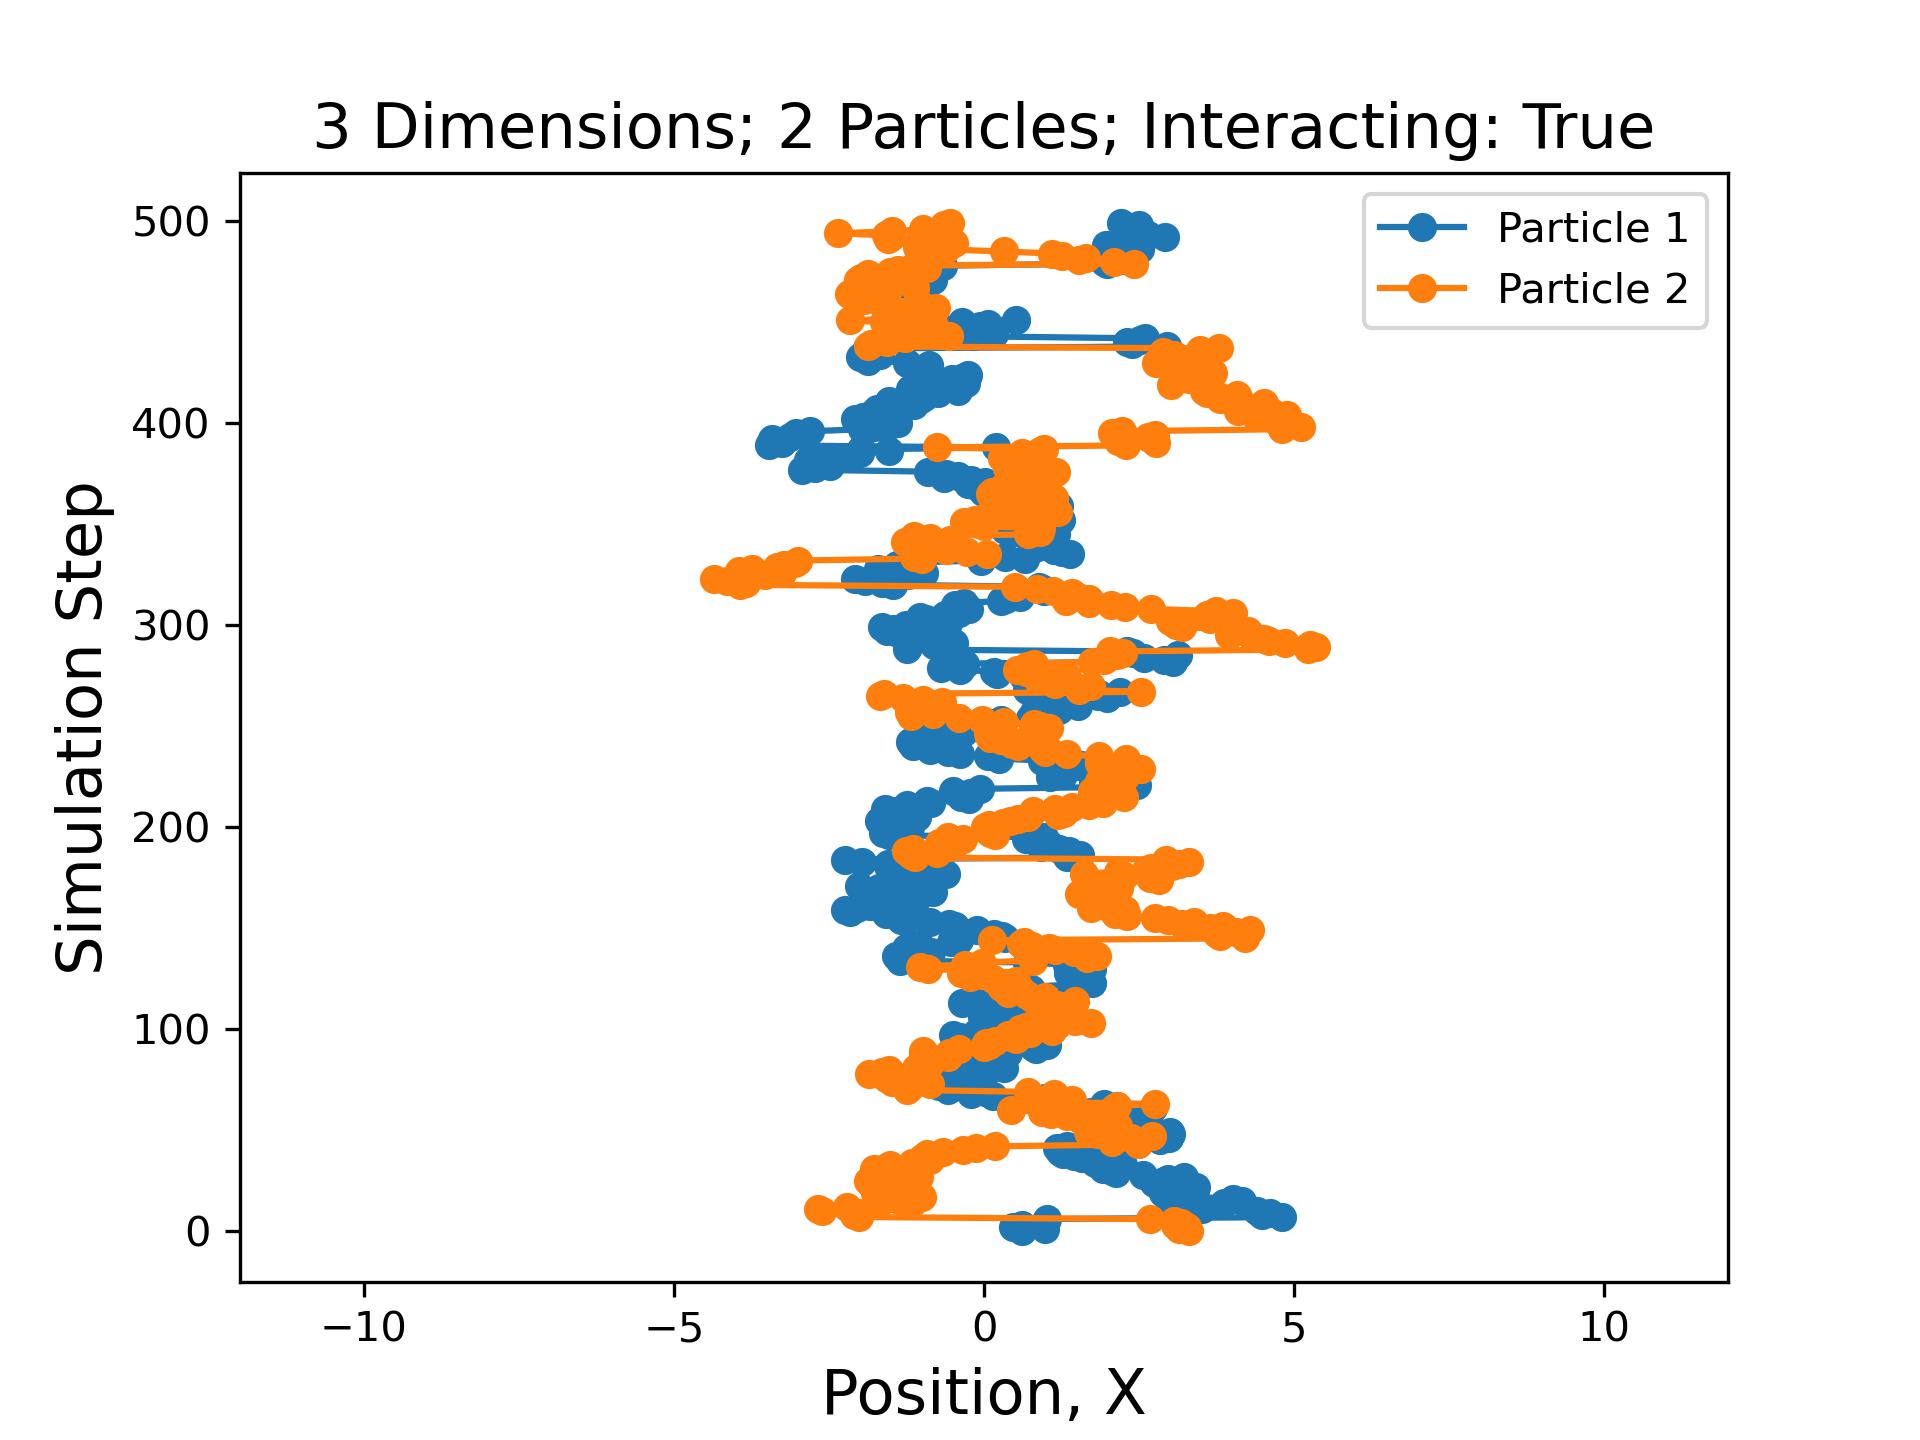 3 Dimensions; 2 Particles; Interacting: True
Particle 1
Particle 2
Simulation Step
500
400
300
200
100
0
−10
−5
0
5
10
Position, X